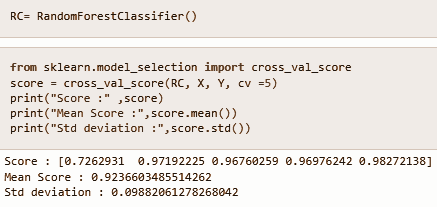 RC= RandomForestClassifier()
from sklearn.model_selection import cross_val_score
score = cross_val_score(RC, X, Y, cv =5)
print("Score :" ,score)
print("Mean Score :",score.mean())
print("Std deviation :",score.std())
Score : [0.7262931  0.97192225 0.96760259 0.96976242 0.98272138]
Mean Score : 0.9236603485514262
Std deviation : 0.09882061278268042